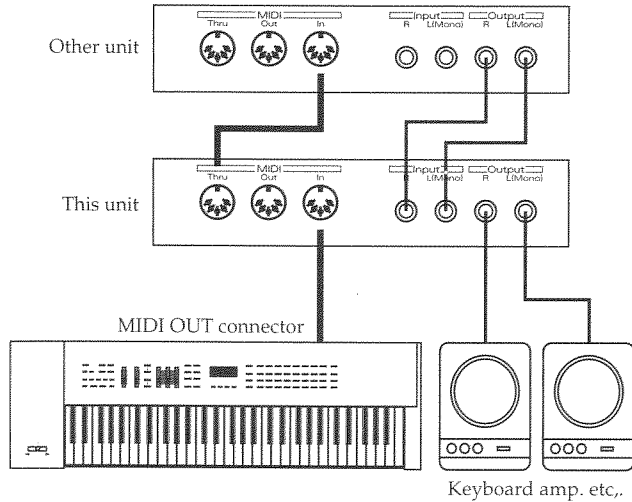 MIDI Input Output
Thru Out In R L(Mono) R L(Mono)
Other unit
MIDI Input Output
Thru Out In R L(Mono) R L(Mono)
This unit
MIDI OUT connector
Keyboard amp. etc,.